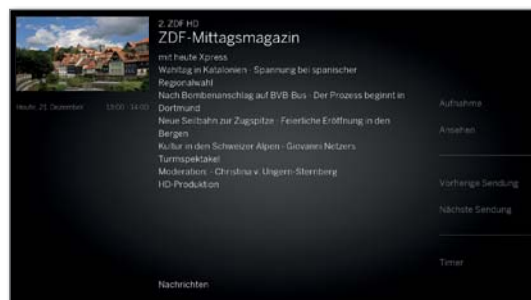 2. ZDF HD
ZDF-Mittagsmagazin
mit heute Xpress
Wahltag in Katalonien - Spannung bei spanischer
Regionalwahl
Nach Bombenanschlag auf BVB-Bus - Der Prozess beginnt in
Dortmund
Neue Seilbahn zur Zugspitze - Feierliche Eröffnung in den
Bergen
Kultur in den Schweizer Alpen - Giovanni Netzers
Turmspektakel
Moderation: - Christina v. Ungern-Sternberg
HD-Produktion
Nachrichten
Heute, 21. Dezember 13:00 - 14:00
Aufnahme
Ansehen
Vorherige Sendung
Nächste Sendung
Timer